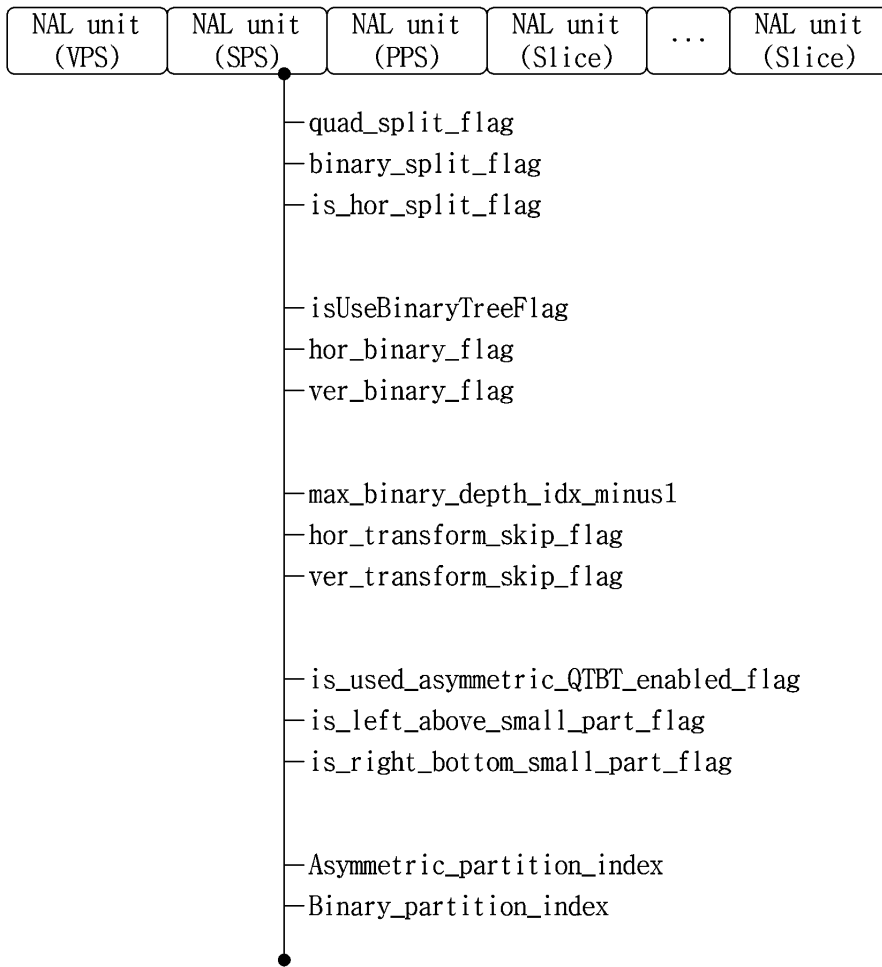 NAL unit NAL unit NAL unit NAL unit ... NAL unit
(VPS) (SPS) (PPS) (Slice) (Slice)
quad_split_flag
binary_split_flag
is_hor_split_flag
isUseBinaryTreeFlag
hor_binary_flag
ver_binary_flag
max_binary_depth_idx_minus1
hor_transform_skip_flag
ver_transform_skip_flag
is_used_asymmetric_QTBT_enabled_flag
is_left_above_small_part_flag
is_right_bottom_small_part_flag
Asymmetric_partition_index
Binary_partition_index